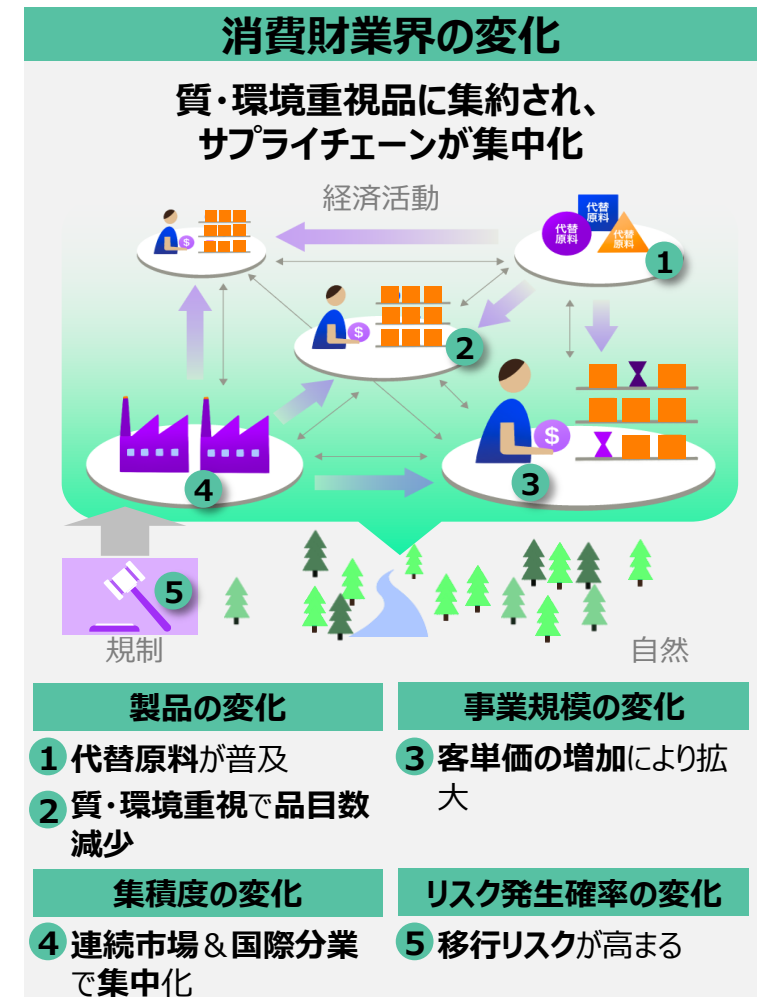 消費財業界の変化
質・環境重視品に集約され、
サプライチェーンが集中化
経済活動
代替
原料
代替
原料
代替
原料
1
$
$
2
$
3
4
5
規制
自然
製品の変化
1 代替原料が普及
2 質・環境重視で品目数
減少
事業規模の変化
3 客単価の増加により拡
大
集積度の変化
4 連続市場&国際分業
で集中化
リスク発生確率の変化
5 移行リスクが高まる